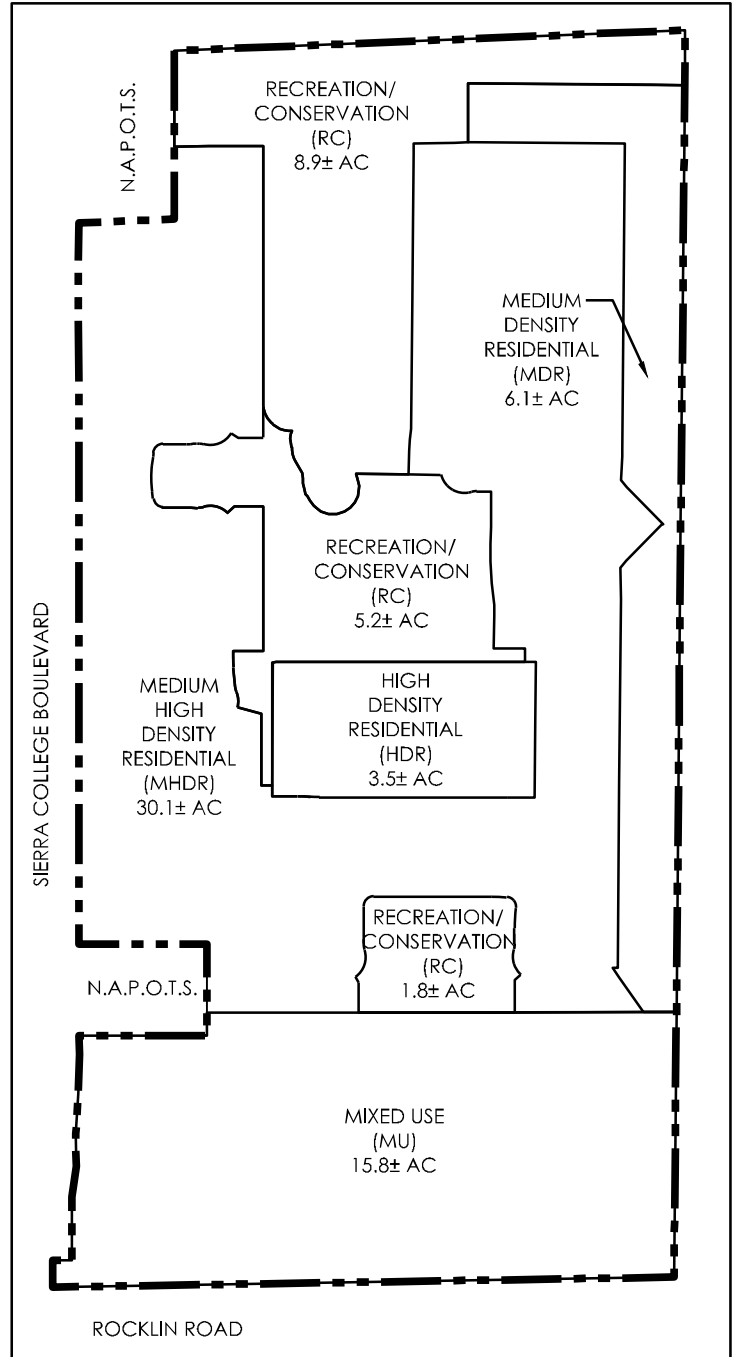 N.A.P.O.T.S.
RECREATION/
CONSERVATION
(RC)
8.9± AC
MEDIUM
DENSITY
RESIDENTIAL
(MDR)
6.1± AC
RECREATION/
CONSERVATION
(RC)
5.2± AC
SIERRA COLLEGE BOULEVARD
MEDIUM
HIGH
DENSITY
RESIDENTIAL
(MHDR)
30.1± AC
HIGH
DENSITY
RESIDENTIAL
(HDR)
3.5± AC
RECREATION/
CONSERVATION
(RC)
1.8± AC
N.A.P.O.T.S.
MIXED USE
(MU)
15.8± AC
ROCKLIN ROAD